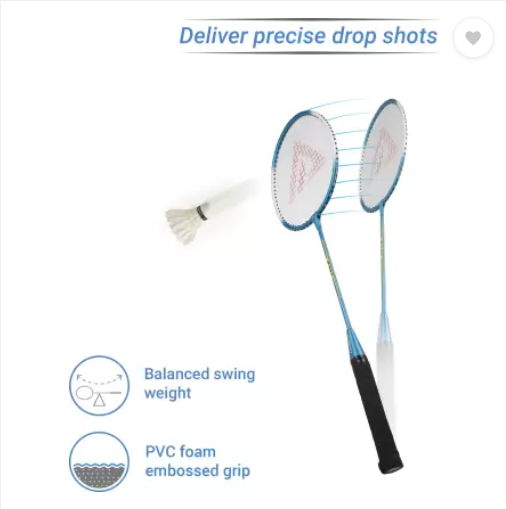 Deliver precise drop shots
Balanced swing
weight
PVC foam
embossed grip